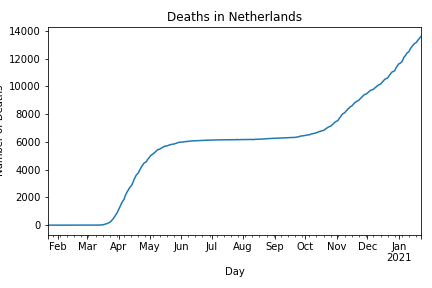 Deaths in Netherlands
14000
12000
10000
8000
6000
4000
2000
0
Number of Deaths
Feb Mar Apr May Jun Jul Aug Sep Oct Nov Dec Jan
2021
Day